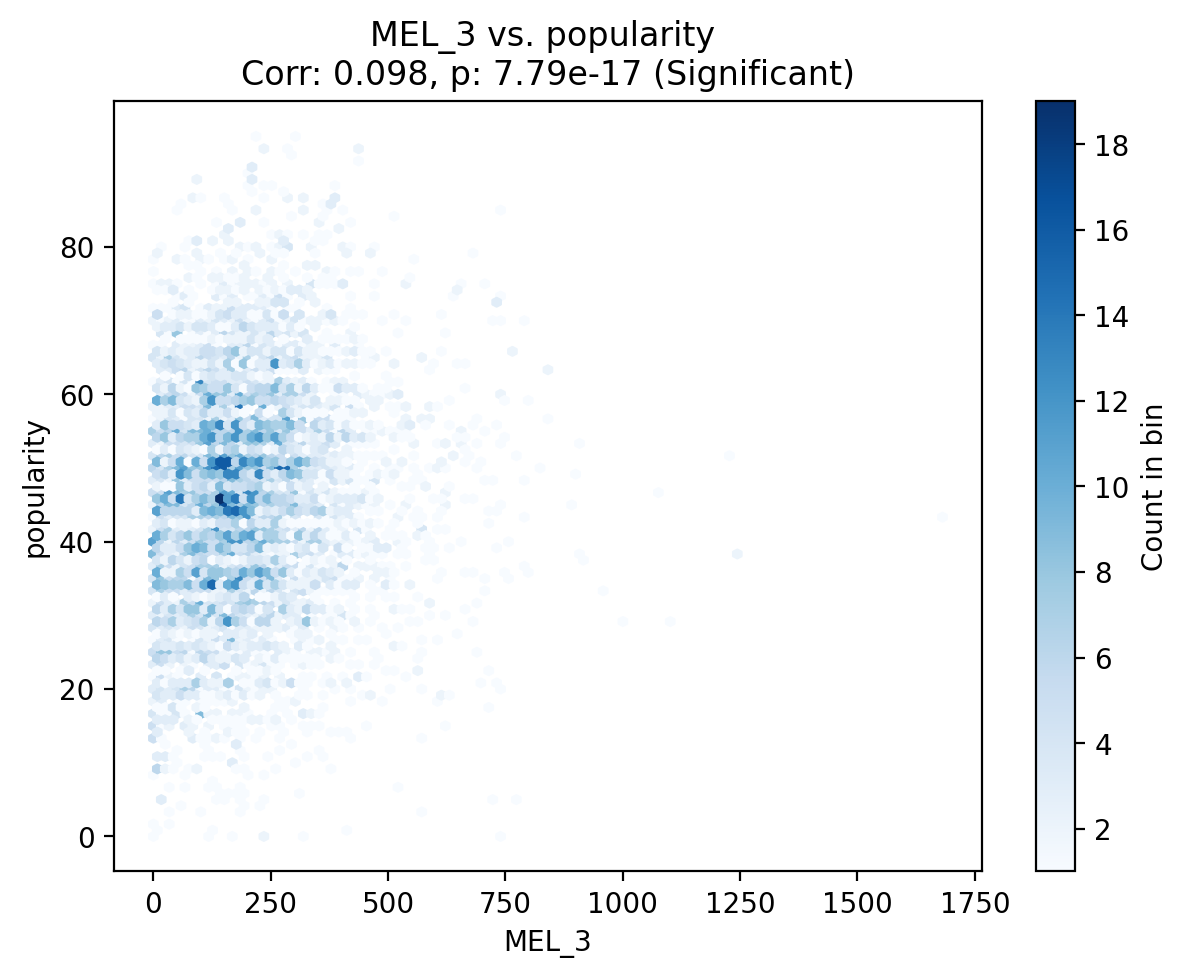 MEL_3 vs. popularity
Corr: 0.098, p: 7.79e-17 (Significant)
popularity
80
60
40
20
0
0 250 500 750 1000 1250 1500 1750
MEL_3
18
16
14
12
10
8
6
4
2
Count in bin